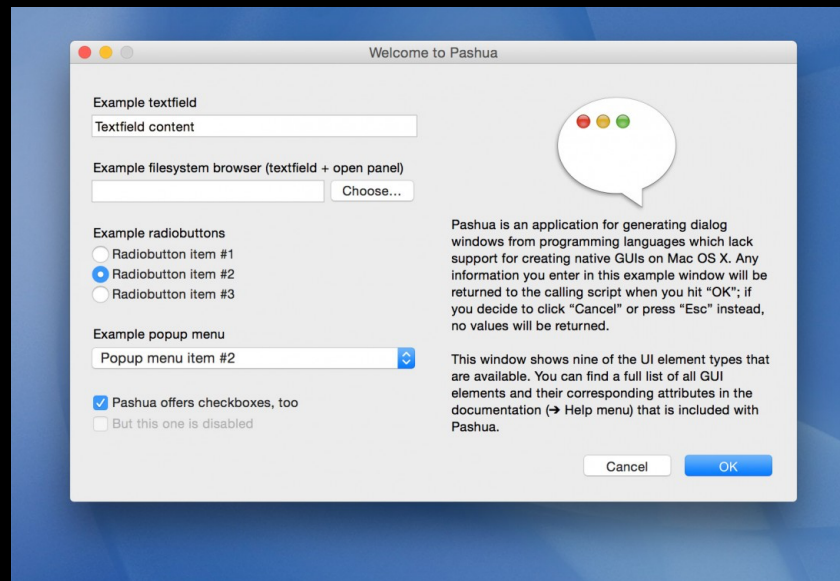 Welcome to Pashua
Example textfield
Textfield content
Example filesystem browser (textfield + open panel)
Choose...
Example radiobuttons
Radiobutton item #1
Radiobutton item #2
Radiobutton item #3
Example popup menu
Popup menu item #2
Pashua offers checkboxes, too
But this one is disabled
Pashua is an application for generating dialog
windows from programming languages which lack
support for creating native GUIs on Mac OS X. Any
information you enter in this example window will be
returned to the calling script when you hit “OK”; if
you decide to click “Cancel” or press “Esc” instead,
no values will be returned.
This window shows nine of the UI element types that
are available. You can find a full list of all GUI
elements and their corresponding attributes in the
documentation (➔ Help menu) that is included with
Pashua.
Cancel
OK